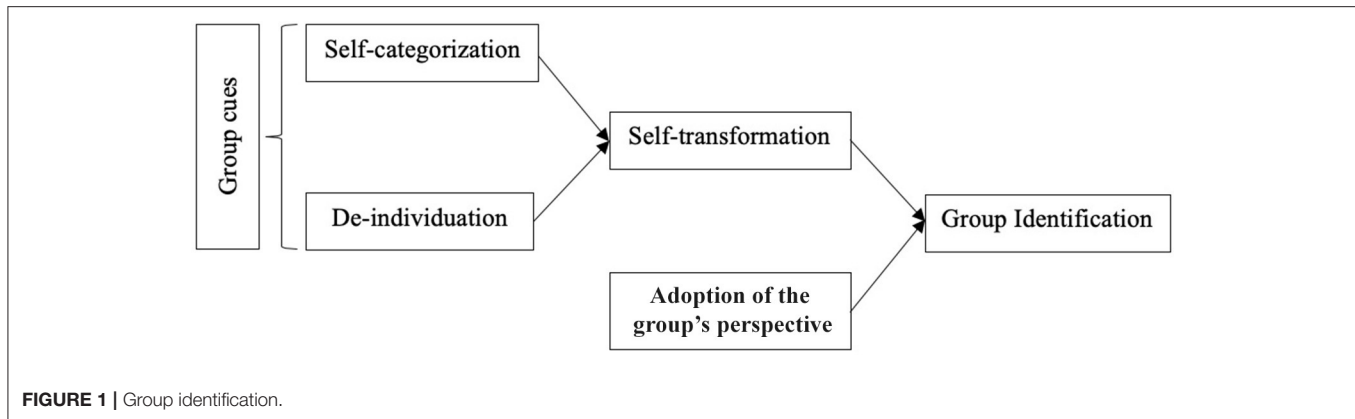 Group cues
Self-categorization
De-individuation
Self-transformation
Adoption of the
group’s perspective
Group Identification
FIGURE 1 | Group identification.